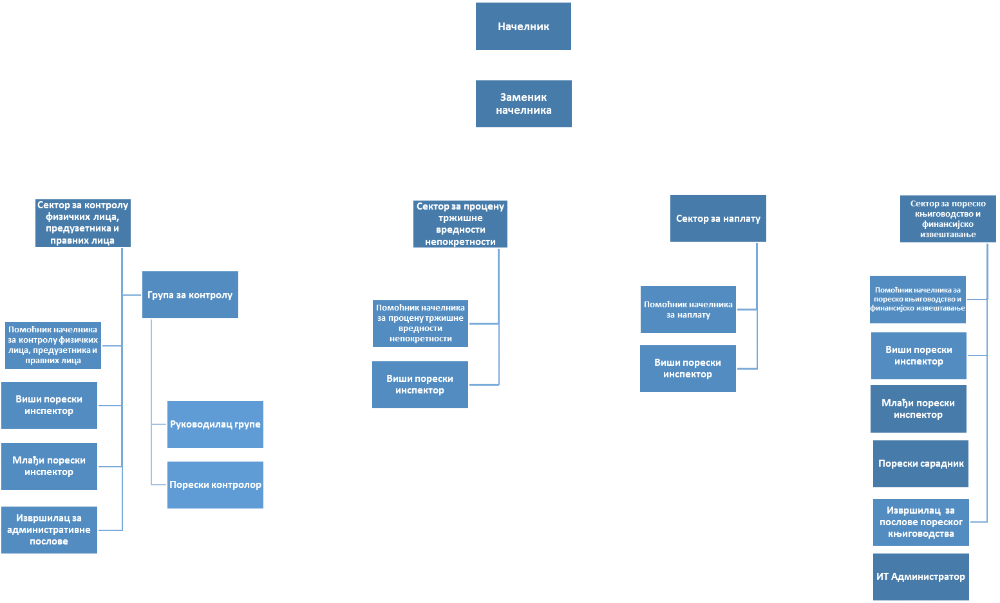 Начелник
Заменик
начелника
Сектор за контролу
физичких лица,
предузетника и
правних лица
Група за контролу
Помоћник начелника
за контролу физичких
лица, предузетника и
правних лица
Виши порески
инспектор
Млађи порески
инспектор
Извршилац за
административне
послове
Руководилац групе
Порески контролор
Сектор за процену
тржишне
вредности
непокретности
Помоћник начелника
за процену тржишне
вредности
непокретности
Виши порески
инспектор
Сектор за наплату
Помоћник начелника
за наплату
Виши порески
инспектор
Сектор за пореско
књиговодство и
финансијско
извештавање
Помоћник начелника за
пореско књиговодство и
финансијско извештавање
Виши порески
инспектор
Млађи порески
инспектор
Порески сарадник
Извршилац за
послове пореског
књиговодства
ИТ Администратор